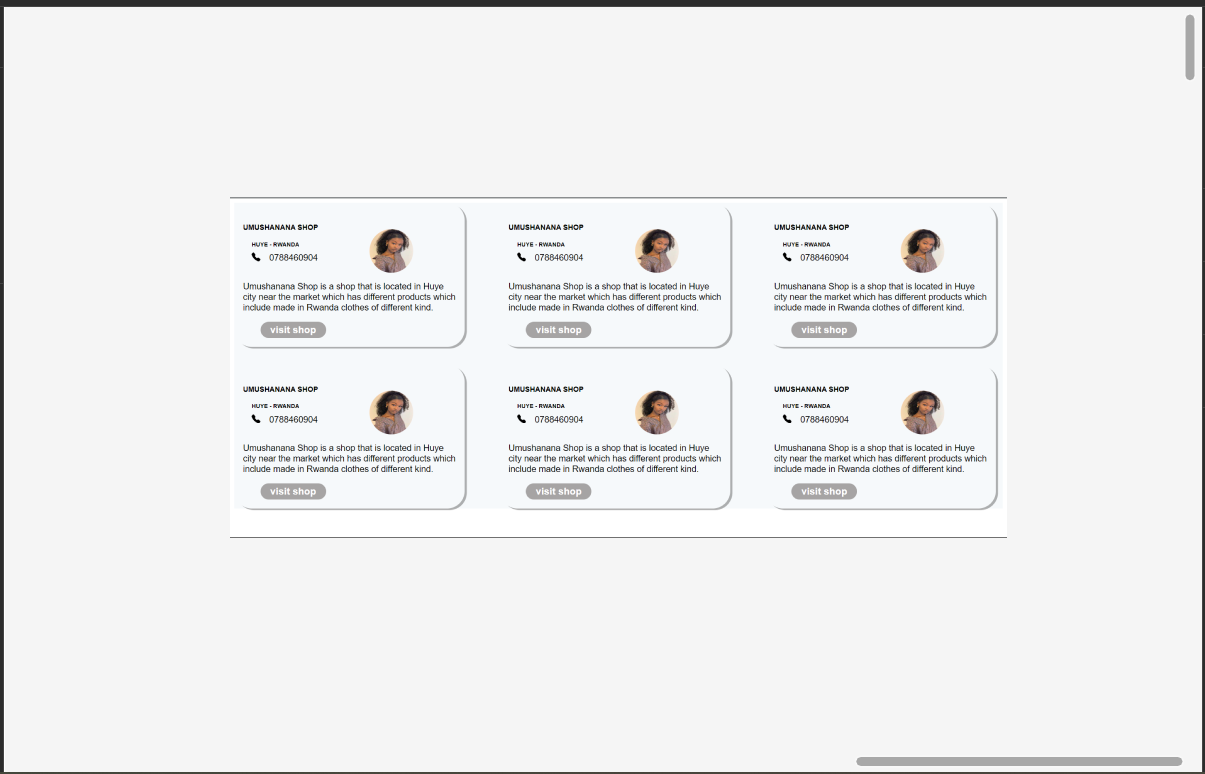 UMUSHANANA SHOP
HUYE - RWANDA
0788460904
Umushanana Shop is a shop that is located in Huye
city near the market which has different products which
include made in Rwanda clothes of different kind.
visit shop
UMUSHANANA SHOP
HUYE - RWANDA
0788460904
Umushanana Shop is a shop that is located in Huye
city near the market which has different products which
include made in Rwanda clothes of different kind.
visit shop
UMUSHANANA SHOP
HUYE - RWANDA
0788460904
Umushanana Shop is a shop that is located in Huye
city near the market which has different products which
include made in Rwanda clothes of different kind.
visit shop
UMUSHANANA SHOP
HUYE - RWANDA
0788460904
Umushanana Shop is a shop that is located in Huye
city near the market which has different products which
include made in Rwanda clothes of different kind.
visit shop
UMUSHANANA SHOP
HUYE - RWANDA
0788460904
Umushanana Shop is a shop that is located in Huye
city near the market which has different products which
include made in Rwanda clothes of different kind.
visit shop
UMUSHANANA SHOP
HUYE - RWANDA
0788460904
Umushanana Shop is a shop that is located in Huye
city near the market which has different products which
include made in Rwanda clothes of different kind.
visit shop